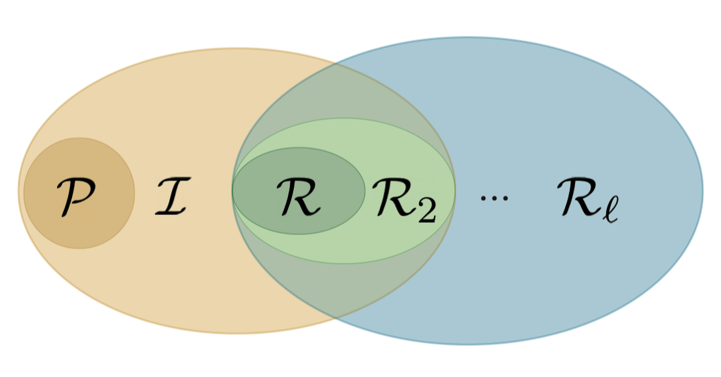 𝒫 ℐ ℛ ℛ₂ ... ℛ_ℓ